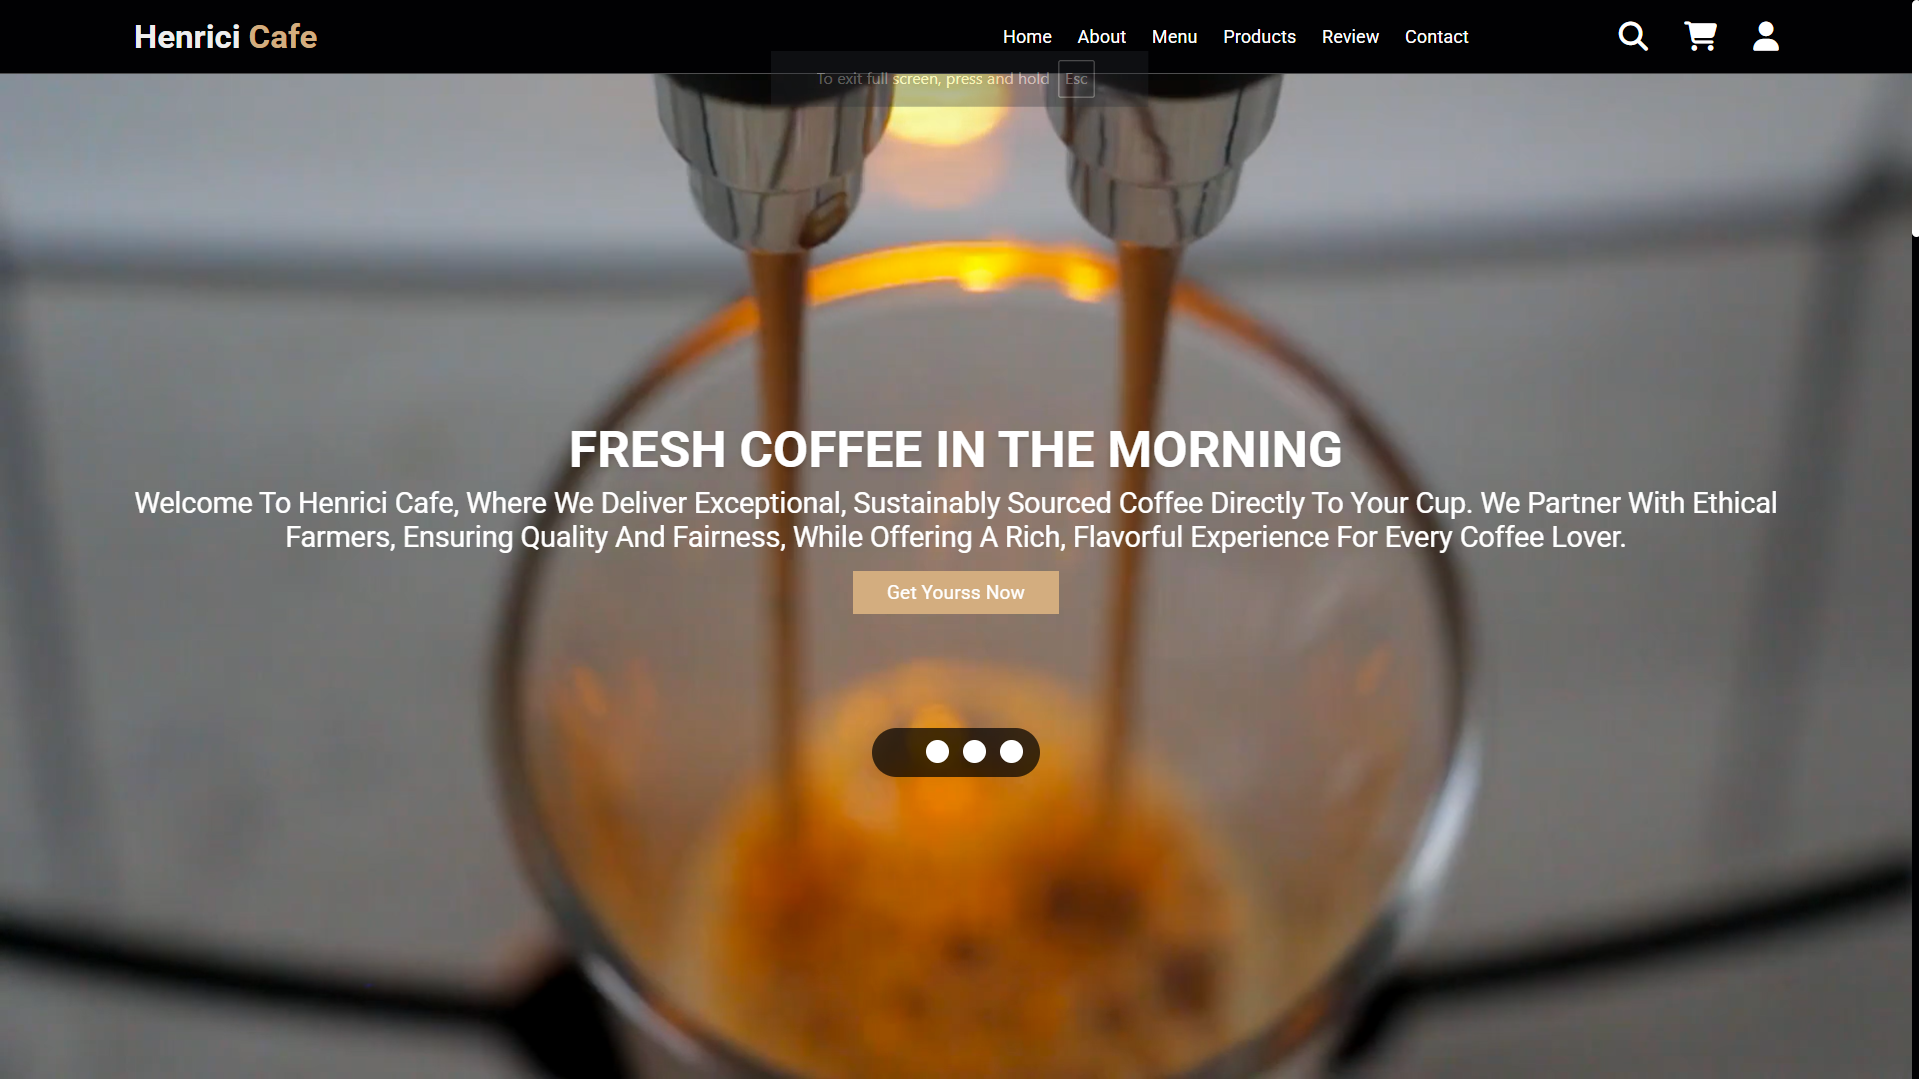 Henrici Cafe
Home About Menu Products Review Contact
To exit full screen, press and hold Esc
FRESH COFFEE IN THE MORNING
Welcome To Henrici Cafe, Where We Deliver Exceptional, Sustainably Sourced Coffee Directly To Your Cup. We Partner With Ethical
Farmers, Ensuring Quality And Fairness, While Offering A Rich, Flavorful Experience For Every Coffee Lover.
Get Yourss Now